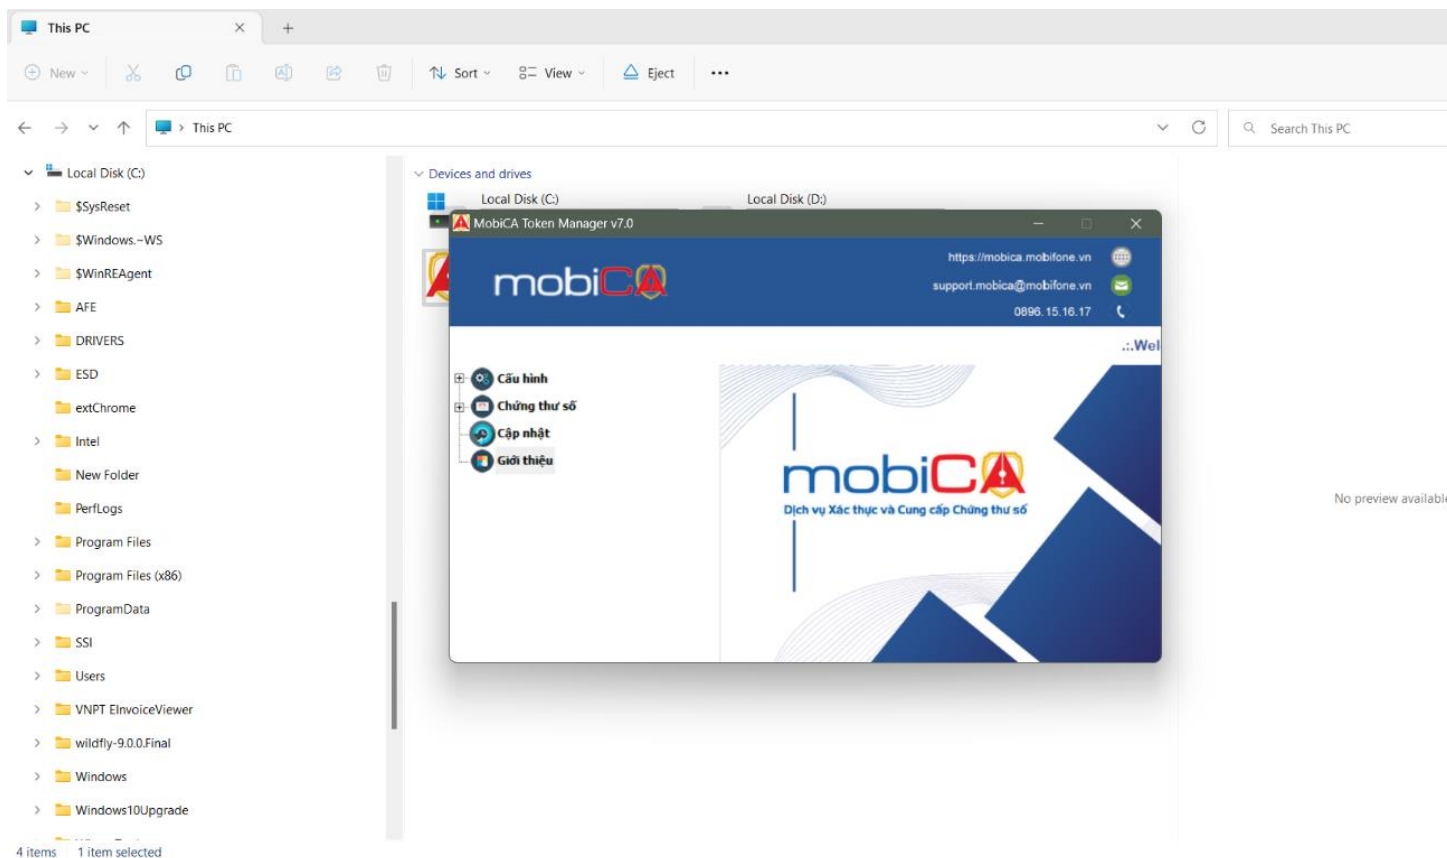 This PC
New
Sort
View
Eject
This PC
Search This PC
Local Disk (C:)
$SysReset
$Windows.~WS
$WinREAgent
AFE
DRIVERS
ESD
extChrome
Intel
New Folder
PerfLogs
Program Files
Program Files (x86)
ProgramData
SSI
Users
VNPT EInvoiceViewer
wildfly-9.0.0.Final
Windows
Windows10Upgrade
Devices and drives
Local Disk (C:)
Local Disk (D:)
MobiCA Token Manager v7.0
mobiCA
https://mobica.mobifone.vn
support.mobica@mobifone.vn
0896.15.16.17
.:.Wel
Cấu hình
Chứng thư số
Cập nhật
Giới thiệu
mobiCA
Dịch vụ Xác thực và Cung cấp Chứng thư số
No preview available
4 items
1 item selected